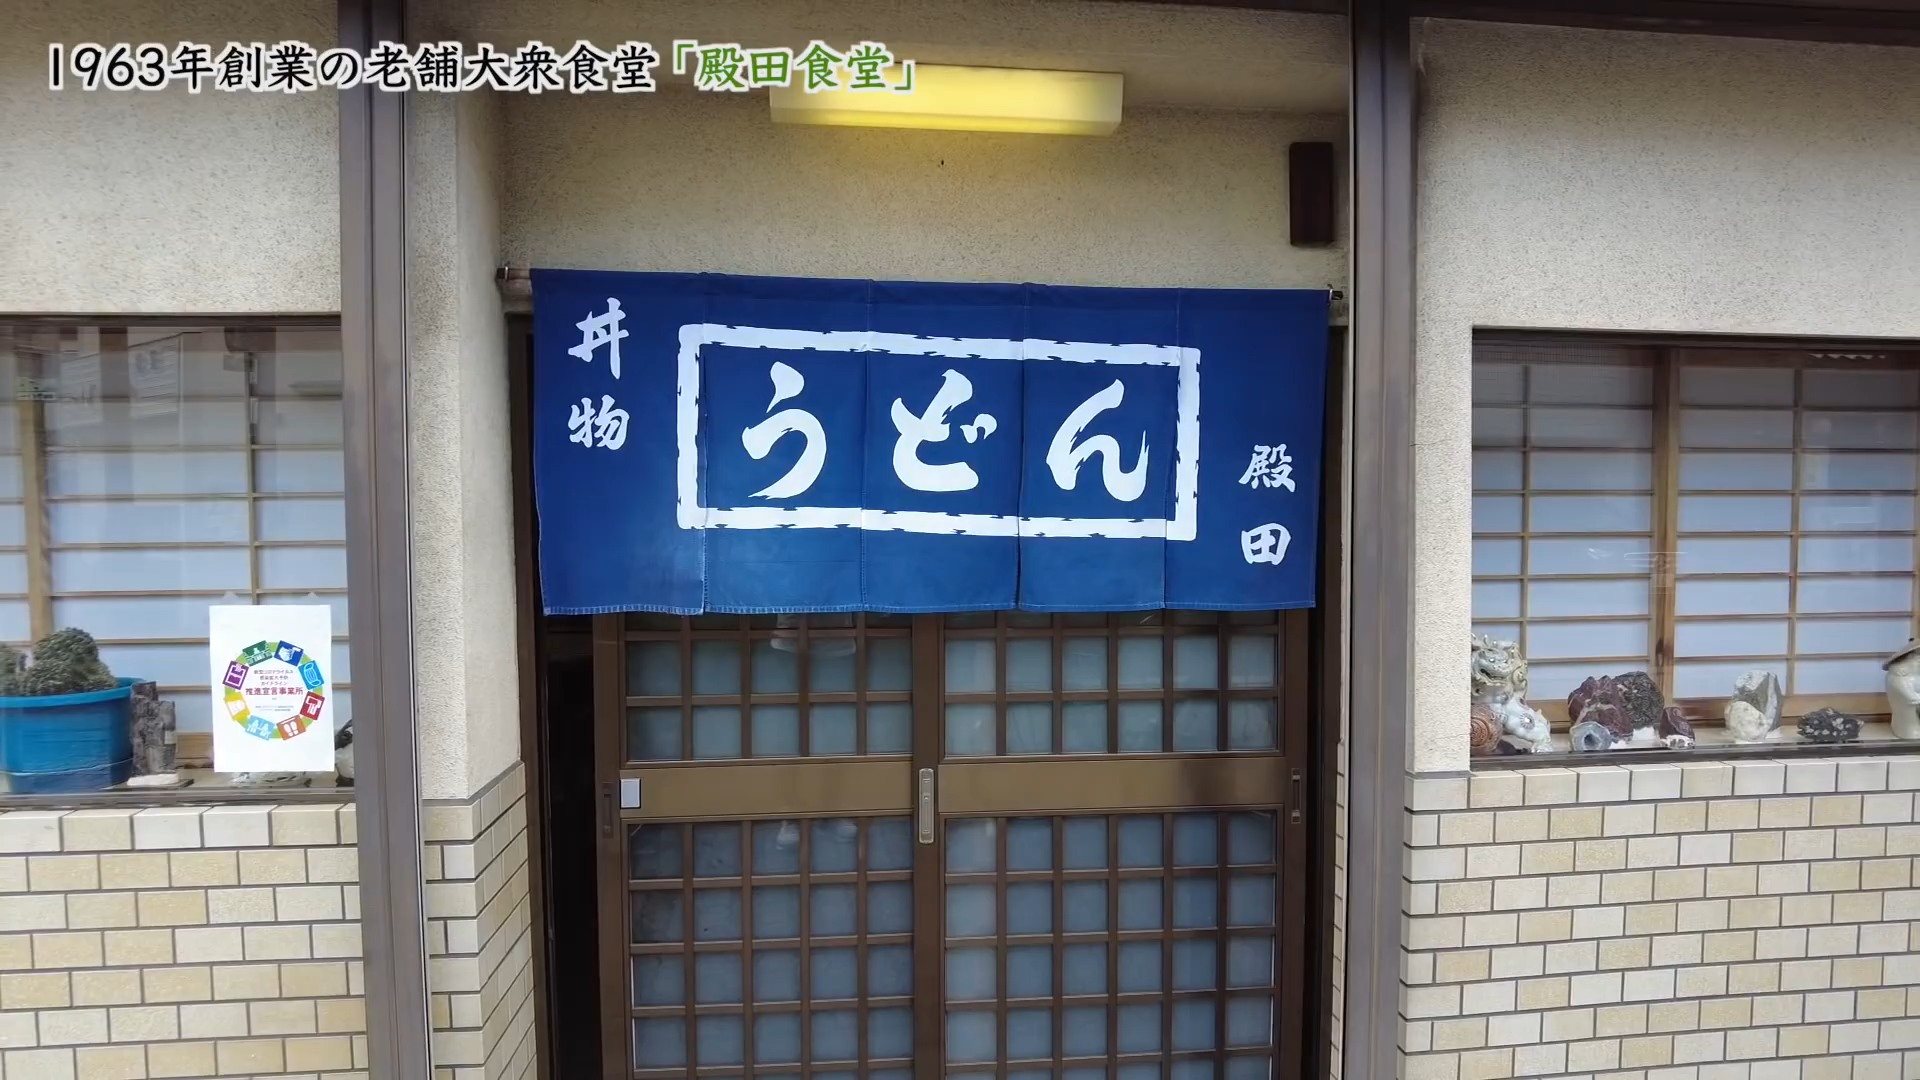 1963年創業の老舗大衆食堂「殿田食堂」
丼物
うどん
殿田
推進宣言事業所